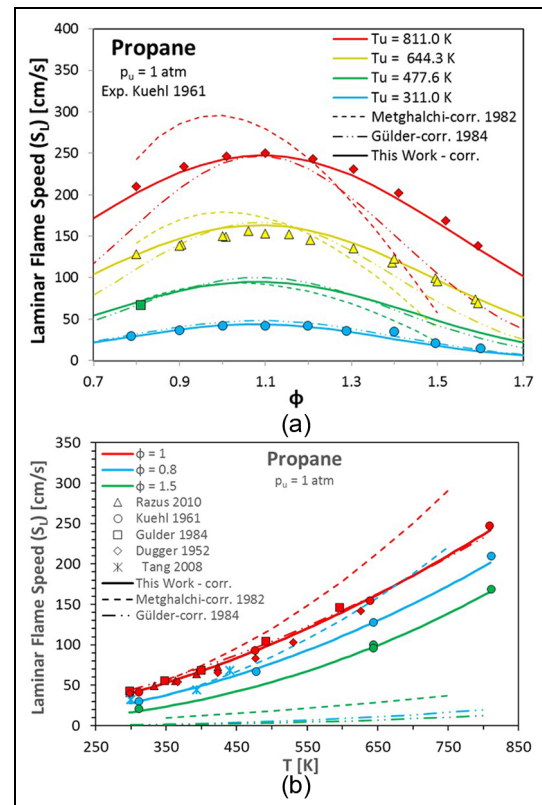 Propane
pu = 1 atm
Exp. Kuehl 1961
Tu = 811.0 K
Tu = 644.3 K
Tu = 477.6 K
Tu = 311.0 K
Metghalchi-corr. 1982
Gülder-corr. 1984
This Work - corr.
Laminar Flame Speed (SL) [cm/s]
400
350
300
250
200
150
100
50
0
0.7 0.9 1.1 1.3 1.5 1.7
ϕ
(a)
Propane
pu = 1 atm
ϕ = 1
ϕ = 0.8
ϕ = 1.5
Razus 2010
Kuehl 1961
Gulder 1984
Dugger 1952
Tang 2008
This Work - corr.
Metghalchi-corr. 1982
Gülder-corr. 1984
Laminar Flame Speed (SL) [cm/s]
350
300
250
200
150
100
50
0
250 350 450 550 650 750 850
T [K]
(b)